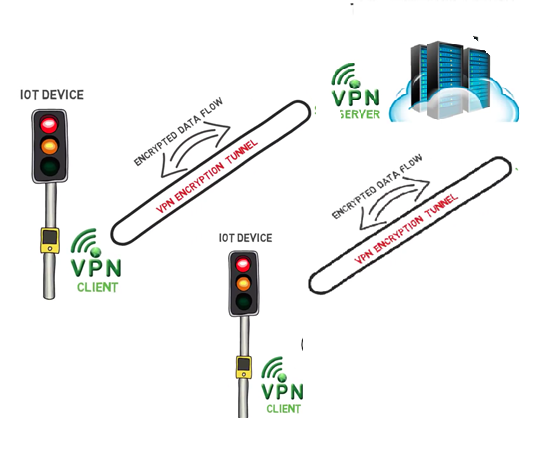 VPN
SERVER
IOT DEVICE
ENCRYPTED DATA FLOW
VPN ENCRYPTION TUNNEL
VPN
CLIENT
ENCRYPTED DATA FLOW
VPN ENCRYPTION TUNNEL
IOT DEVICE
VPN
CLIENT